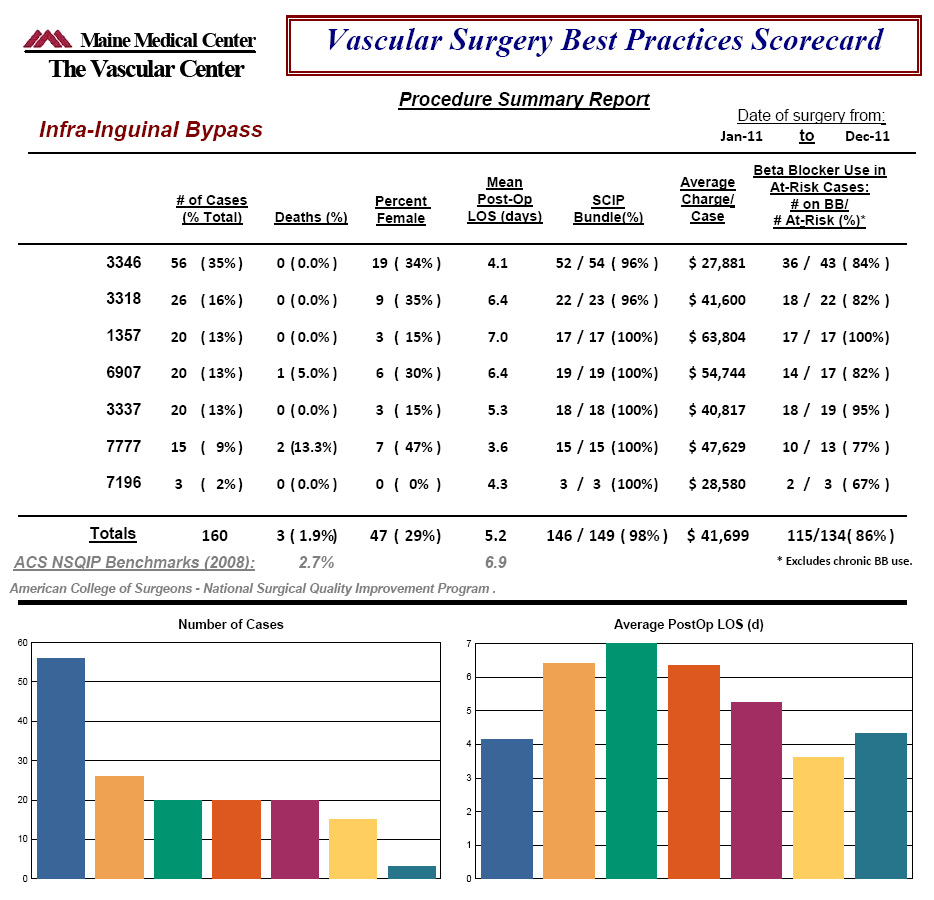 Maine Medical Center
The Vascular Center
Vascular Surgery Best Practices Scorecard
Procedure Summary Report
Infra-Inguinal Bypass
Date of surgery from:
Jan-11 to Dec-11
# of Cases
(% Total)
Deaths (%)
Percent
Female
Mean
Post-Op
LOS (days)
SCIP
Bundle(%)
Average
Charge/
Case
Beta Blocker Use in
At-Risk Cases:
# on BB/
# At-Risk (%)*
3346 56 (35%) 0 (0.0%) 19 ( 34% ) 4.1 52 / 54 ( 96% ) $ 27,881 36 / 43 ( 84% )
3318 26 (16%) 0 (0.0%) 9 ( 35% ) 6.4 22 / 23 ( 96% ) $ 41,600 18 / 22 ( 82% )
1357 20 (13%) 0 (0.0%) 3 ( 15% ) 7.0 17 / 17 (100%) $ 63,804 17 / 17 (100%)
6907 20 (13%) 1 (5.0%) 6 ( 30% ) 6.4 19 / 19 (100%) $ 54,744 14 / 17 ( 82% )
3337 20 (13%) 0 (0.0%) 3 ( 15% ) 5.3 18 / 18 (100%) $ 40,817 18 / 19 ( 95% )
7777 15 ( 9%) 2 (13.3%) 7 ( 47% ) 3.6 15 / 15 (100%) $ 47,629 10 / 13 ( 77% )
7196 3 ( 2%) 0 (0.0%) 0 ( 0% ) 4.3 3 / 3 (100%) $ 28,580 2 / 3 ( 67% )
Totals 160 3 ( 1.9%) 47 ( 29%) 5.2 146 / 149 ( 98% ) $ 41,699 115/134( 86% )
ACS NSQIP Benchmarks (2008): 2.7% 6.9 * Excludes chronic BB use.
American College of Surgeons - National Surgical Quality Improvement Program .
Number of Cases
60
50
40
30
20
10
0
Average PostOp LOS (d)
7
6
5
4
3
2
1
0